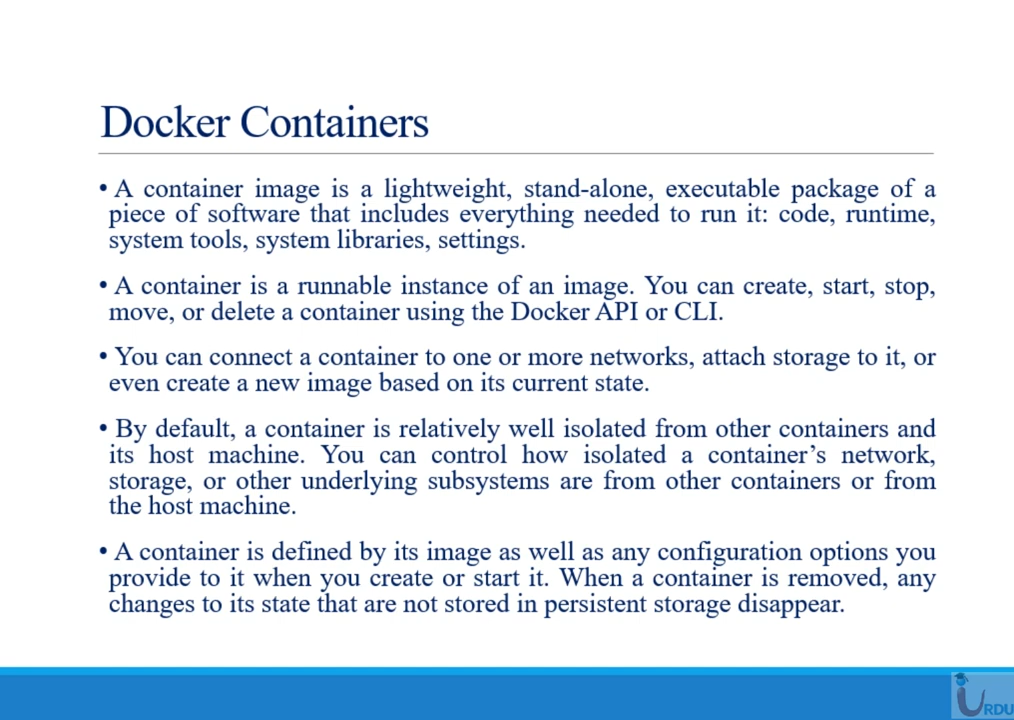 Docker Containers
• A container image is a lightweight, stand-alone, executable package of a
piece of software that includes everything needed to run it: code, runtime,
system tools, system libraries, settings.
• A container is a runnable instance of an image. You can create, start, stop,
move, or delete a container using the Docker API or CLI.
• You can connect a container to one or more networks, attach storage to it, or
even create a new image based on its current state.
• By default, a container is relatively well isolated from other containers and
its host machine. You can control how isolated a container’s network,
storage, or other underlying subsystems are from other containers or from
the host machine.
• A container is defined by its image as well as any configuration options you
provide to it when you create or start it. When a container is removed, any
changes to its state that are not stored in persistent storage disappear.
iURDU